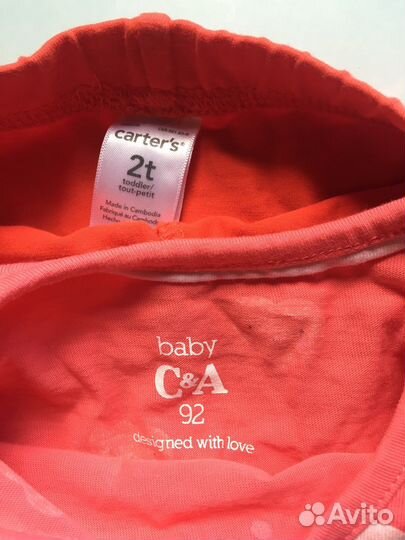 carter's®
2t
toddler/
tout-petit
Made in Cambodia
Fabriqué au Cambodge
baby
C&A
92
designed with love
Avito